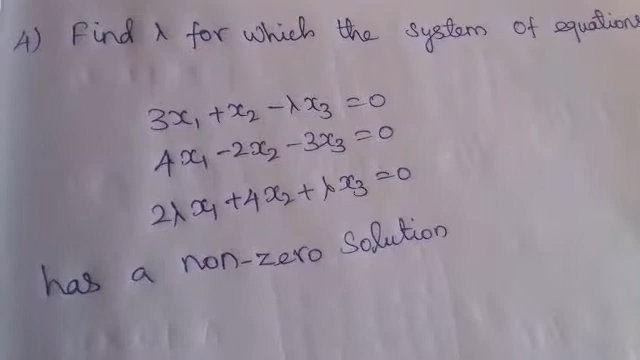 4) Find λ for which the system of equations
3x₁ + x₂ - λx₃ = 0
4x₁ - 2x₂ - 3x₃ = 0
2λx₁ + 4x₂ + λx₃ = 0
has a non-zero solution